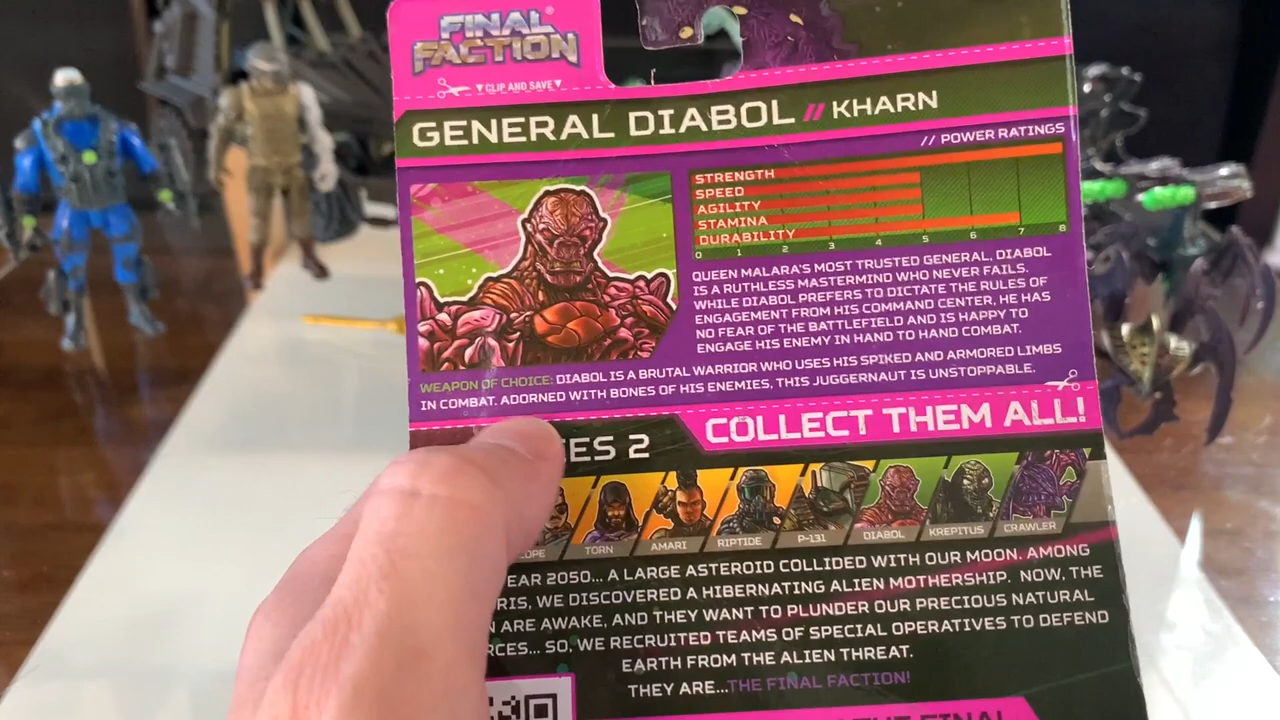 FINAL
FACTION®
▼CLIP AND SAVE▼
GENERAL DIABOL // KHARN
// POWER RATINGS
STRENGTH
SPEED
AGILITY
STAMINA
DURABILITY
0 1 2 3 4 5 6 7 8
QUEEN MALARA'S MOST TRUSTED GENERAL, DIABOL
IS A RUTHLESS MASTERMIND WHO NEVER FAILS.
WHILE DIABOL PREFERS TO DICTATE THE RULES OF
ENGAGEMENT FROM HIS COMMAND CENTER, HE HAS
NO FEAR OF THE BATTLEFIELD AND IS HAPPY TO
ENGAGE HIS ENEMY IN HAND TO HAND COMBAT.
WEAPON OF CHOICE: DIABOL IS A BRUTAL WARRIOR WHO USES HIS SPIKED AND ARMORED LIMBS
IN COMBAT. ADORNED WITH BONES OF HIS ENEMIES, THIS JUGGERNAUT IS UNSTOPPABLE.
COLLECT THEM ALL!
ES 2
OPE TORN AMARI RIPTIDE P-131 DIABOL KREPITUS CRAWLER
EAR 2050... A LARGE ASTEROID COLLIDED WITH OUR MOON. AMONG
RIS, WE DISCOVERED A HIBERNATING ALIEN MOTHERSHIP. NOW, THE
N ARE AWAKE, AND THEY WANT TO PLUNDER OUR PRECIOUS NATURAL
RCES... SO, WE RECRUITED TEAMS OF SPECIAL OPERATIVES TO DEFEND
EARTH FROM THE ALIEN THREAT.
THEY ARE...THE FINAL FACTION!